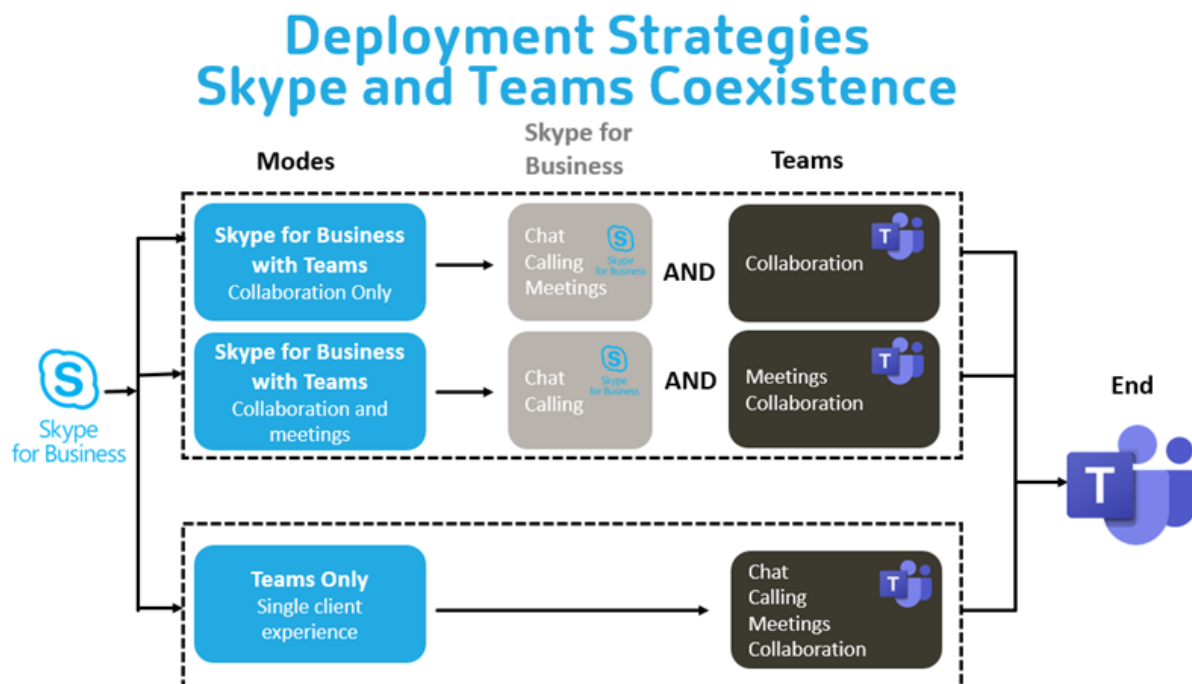 Deployment Strategies
Skype and Teams Coexistence
Modes
Skype for
Business
Teams
Skype for Business
with Teams
Collaboration Only
Chat
Calling
Meetings
S
Skype
for Business
AND
Collaboration
T
Skype for Business
with Teams
Collaboration and
meetings
Chat
Calling
S
Skype
for Business
AND
Meetings
Collaboration
T
S
Skype
for Business
End
T
Teams Only
Single client
experience
Chat
Calling
Meetings
Collaboration
T